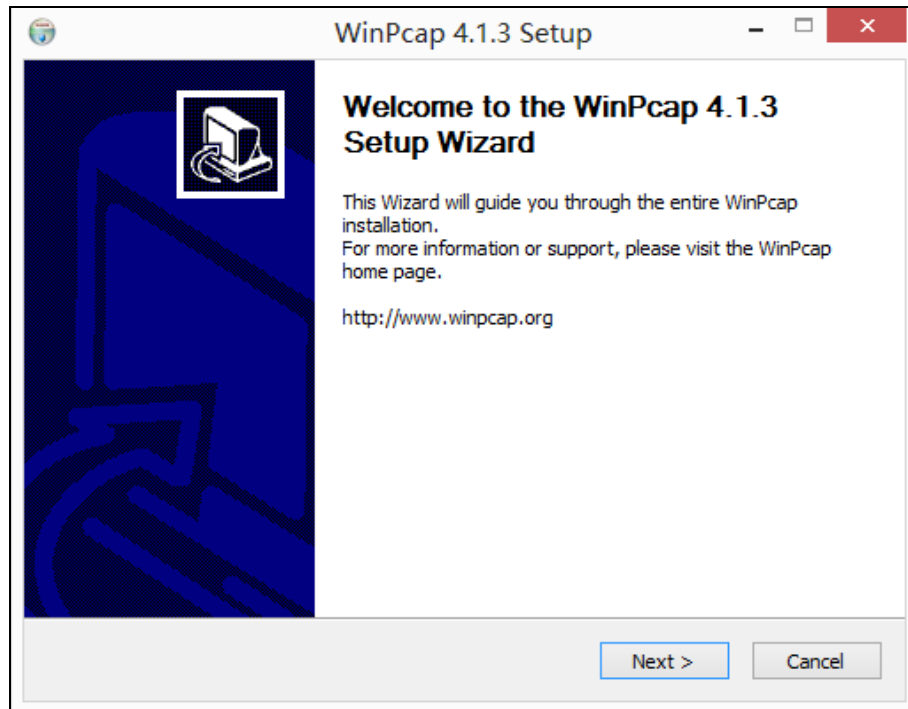 WinPcap 4.1.3 Setup
Welcome to the WinPcap 4.1.3
Setup Wizard
This Wizard will guide you through the entire WinPcap
installation.
For more information or support, please visit the WinPcap
home page.
http://www.winpcap.org
Next >
Cancel